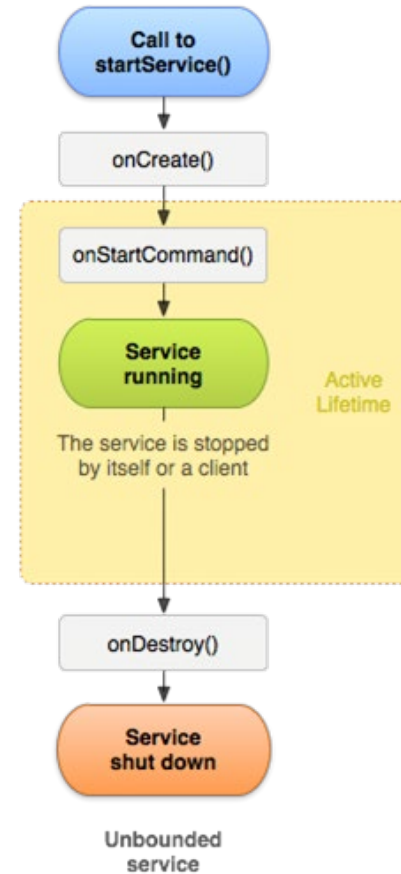 Call to
startService()
onCreate()
onStartCommand()
Service
running
Active
Lifetime
The service is stopped
by itself or a client
onDestroy()
Service
shut down
Unbounded
service